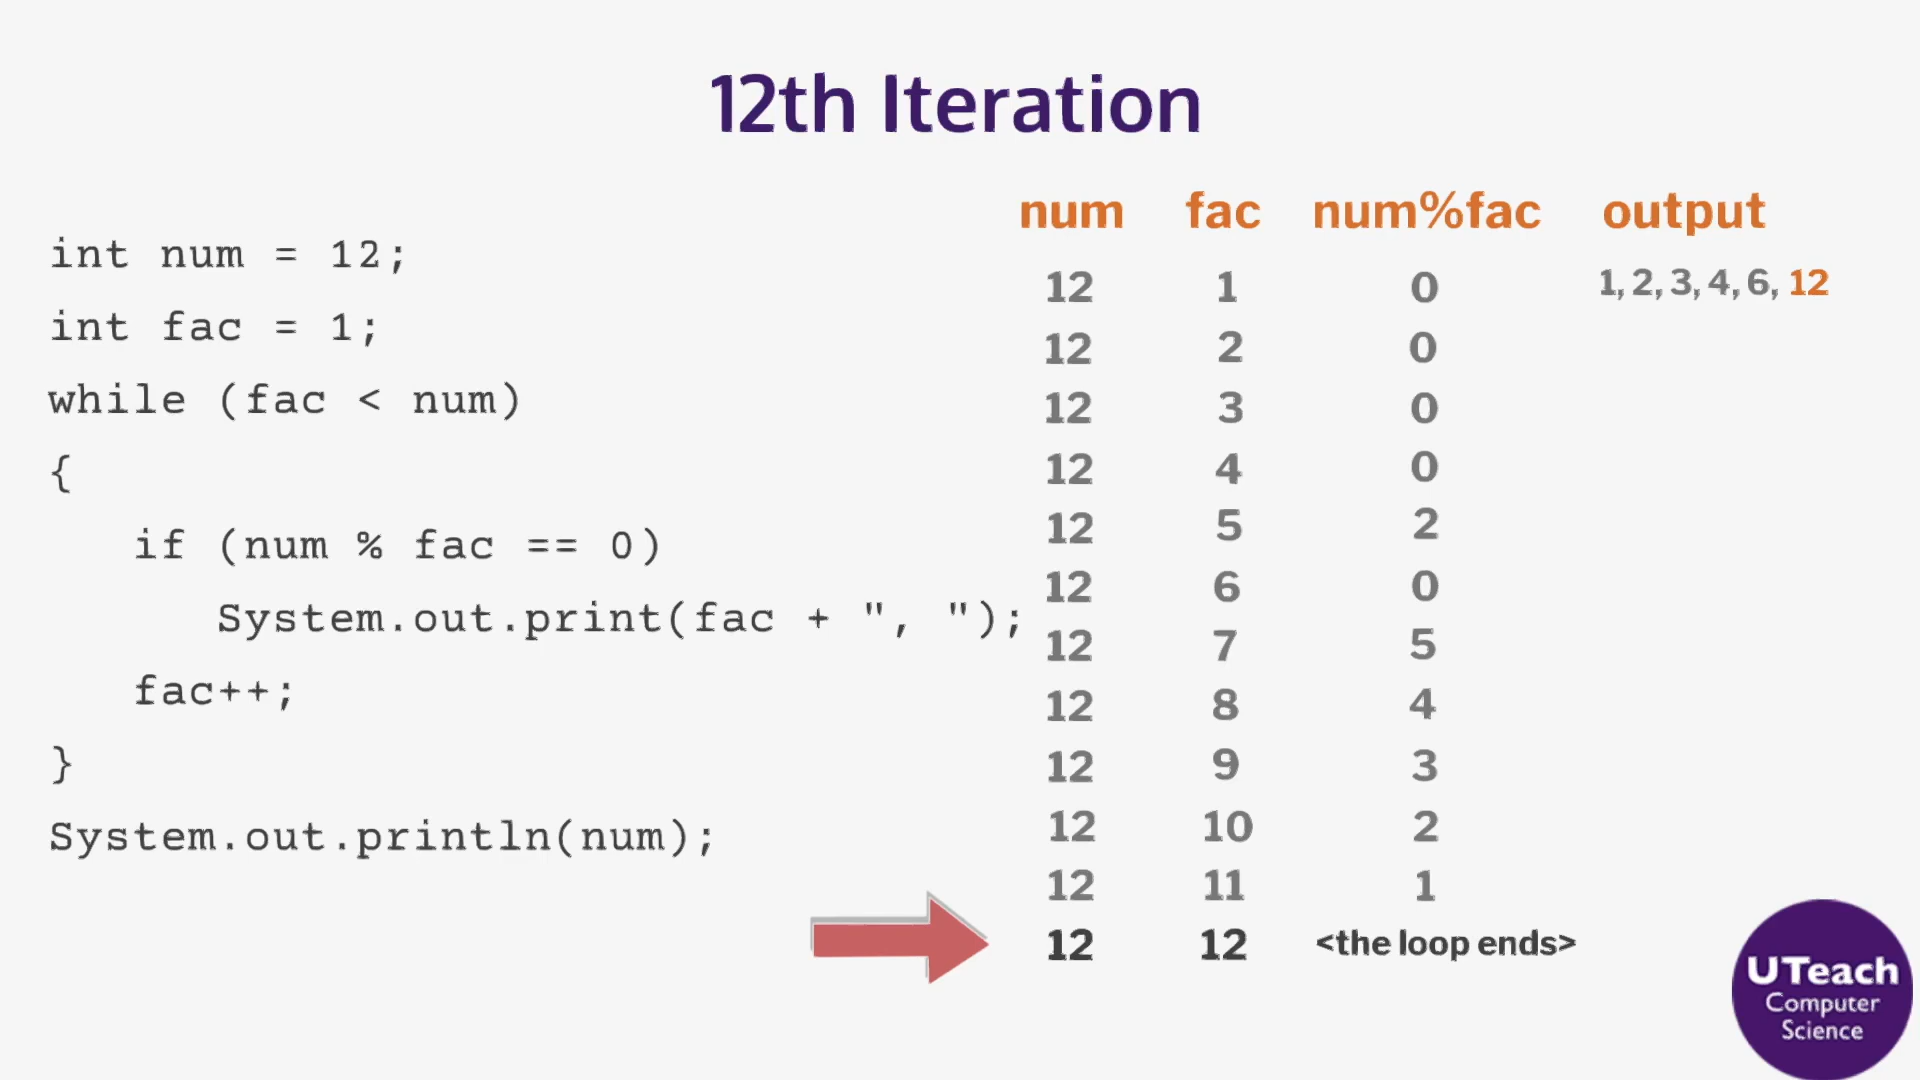 12th Iteration
int num = 12;
int fac = 1;
while (fac < num)
{
if (num % fac == 0)
System.out.print(fac + ", ");
fac++;
}
System.out.println(num);
num fac num%fac output
12 1 0 1, 2, 3, 4, 6, 12
12 2 0
12 3 0
12 4 0
12 5 2
12 6 0
12 7 5
12 8 4
12 9 3
12 10 2
12 11 1
12 12 <the loop ends>
UTeach
Computer
Science